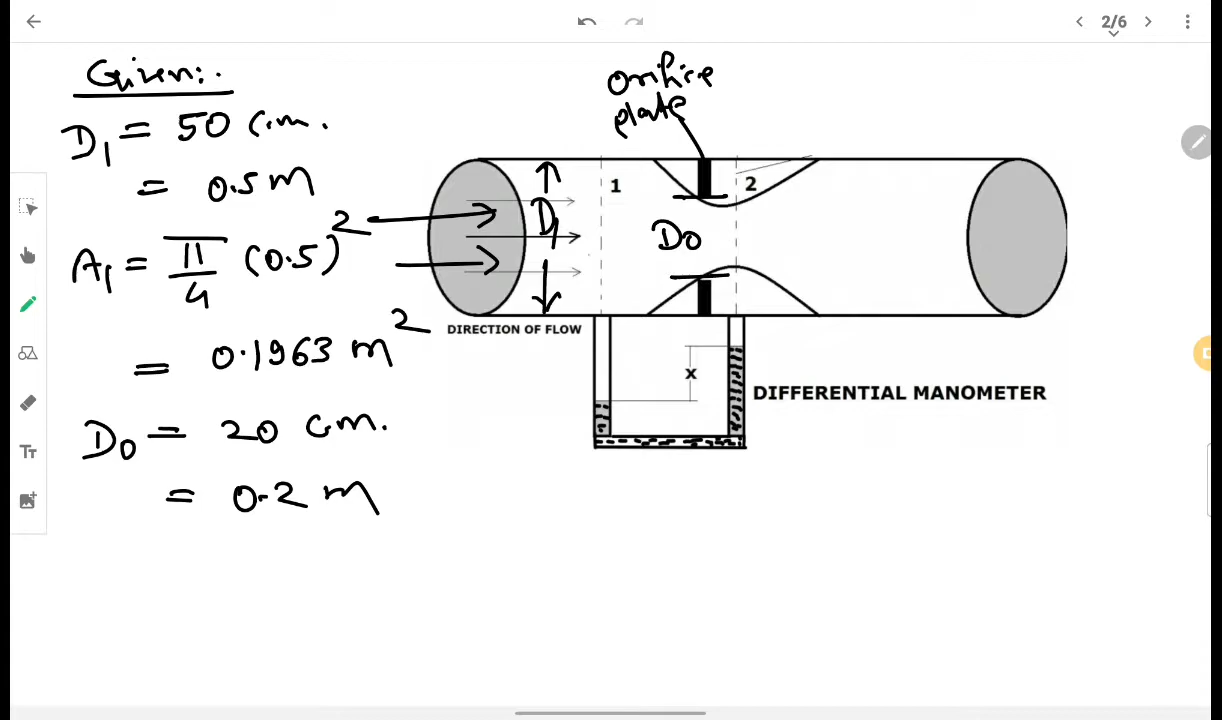 2/6
Given:
D₁ = 50 cm.
= 0.5 m
A₁ = π/4 (0.5)²
= 0.1963 m²
D₀ = 20 cm.
= 0.2 m
Orifice
plate
1
2
D₁
D₀
DIRECTION OF FLOW
x
DIFFERENTIAL MANOMETER
Tт